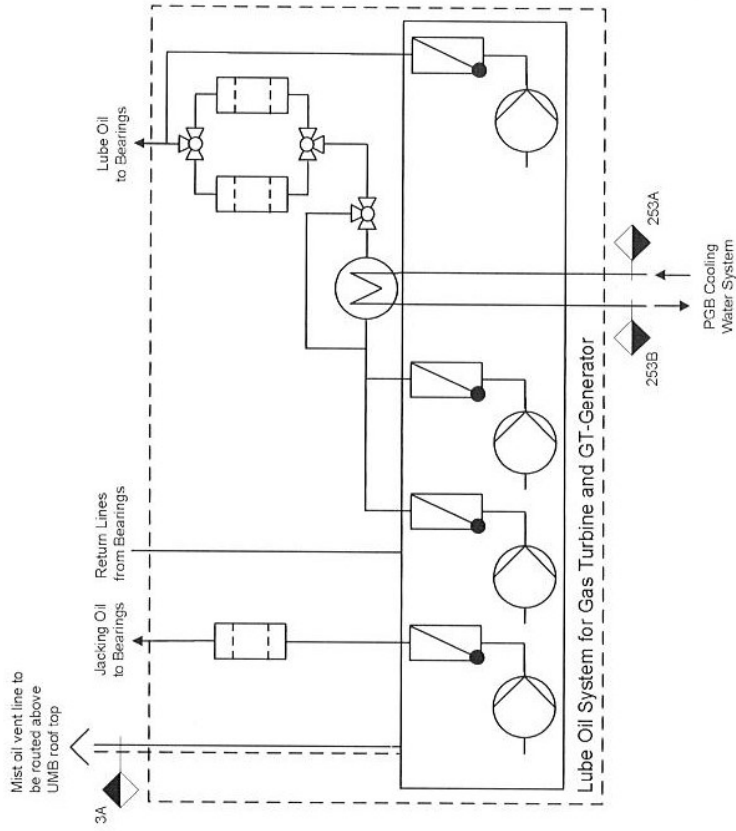 Mist oil vent line to
be routed above
UMB roof top
3A
Jacking Oil
to Bearings
Return Lines
from Bearings
Lube Oil
to Bearings
Lube Oil System for Gas Turbine and GT-Generator
253B
253A
PGB Cooling
Water System